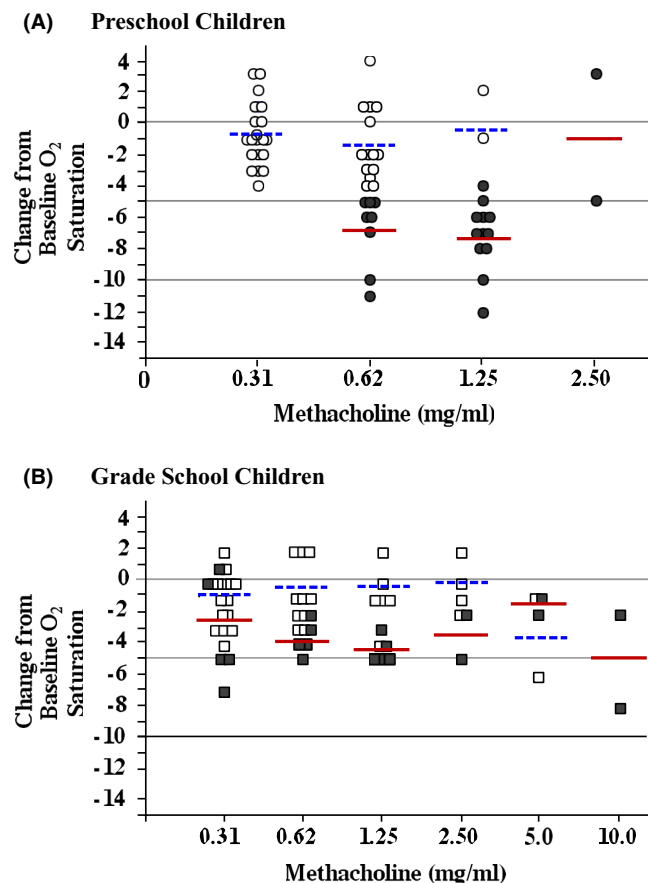 (A) Preschool Children
4
2
0
-2
-4
-6
-8
-10
-12
-14
Change from
Baseline O2
Saturation
0 0.31 0.62 1.25 2.50
Methacholine (mg/ml)
(B) Grade School Children
4
2
0
-2
-4
-6
-8
-10
-12
-14
Change from
Baseline O2
Saturation
0.31 0.62 1.25 2.50 5.0 10.0
Methacholine (mg/ml)